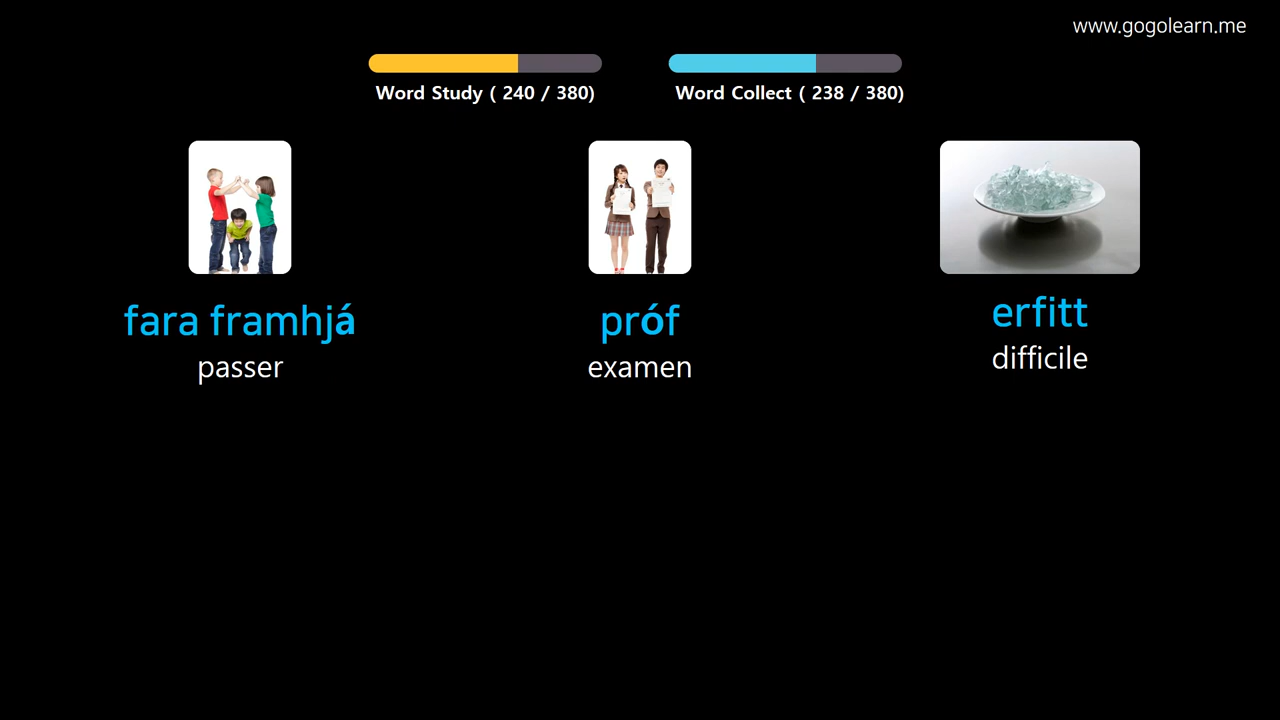 www.gogolearn.me
Word Study ( 240 / 380)
Word Collect ( 238 / 380)
fara framhjá
passer
próf
examen
erfitt
difficile